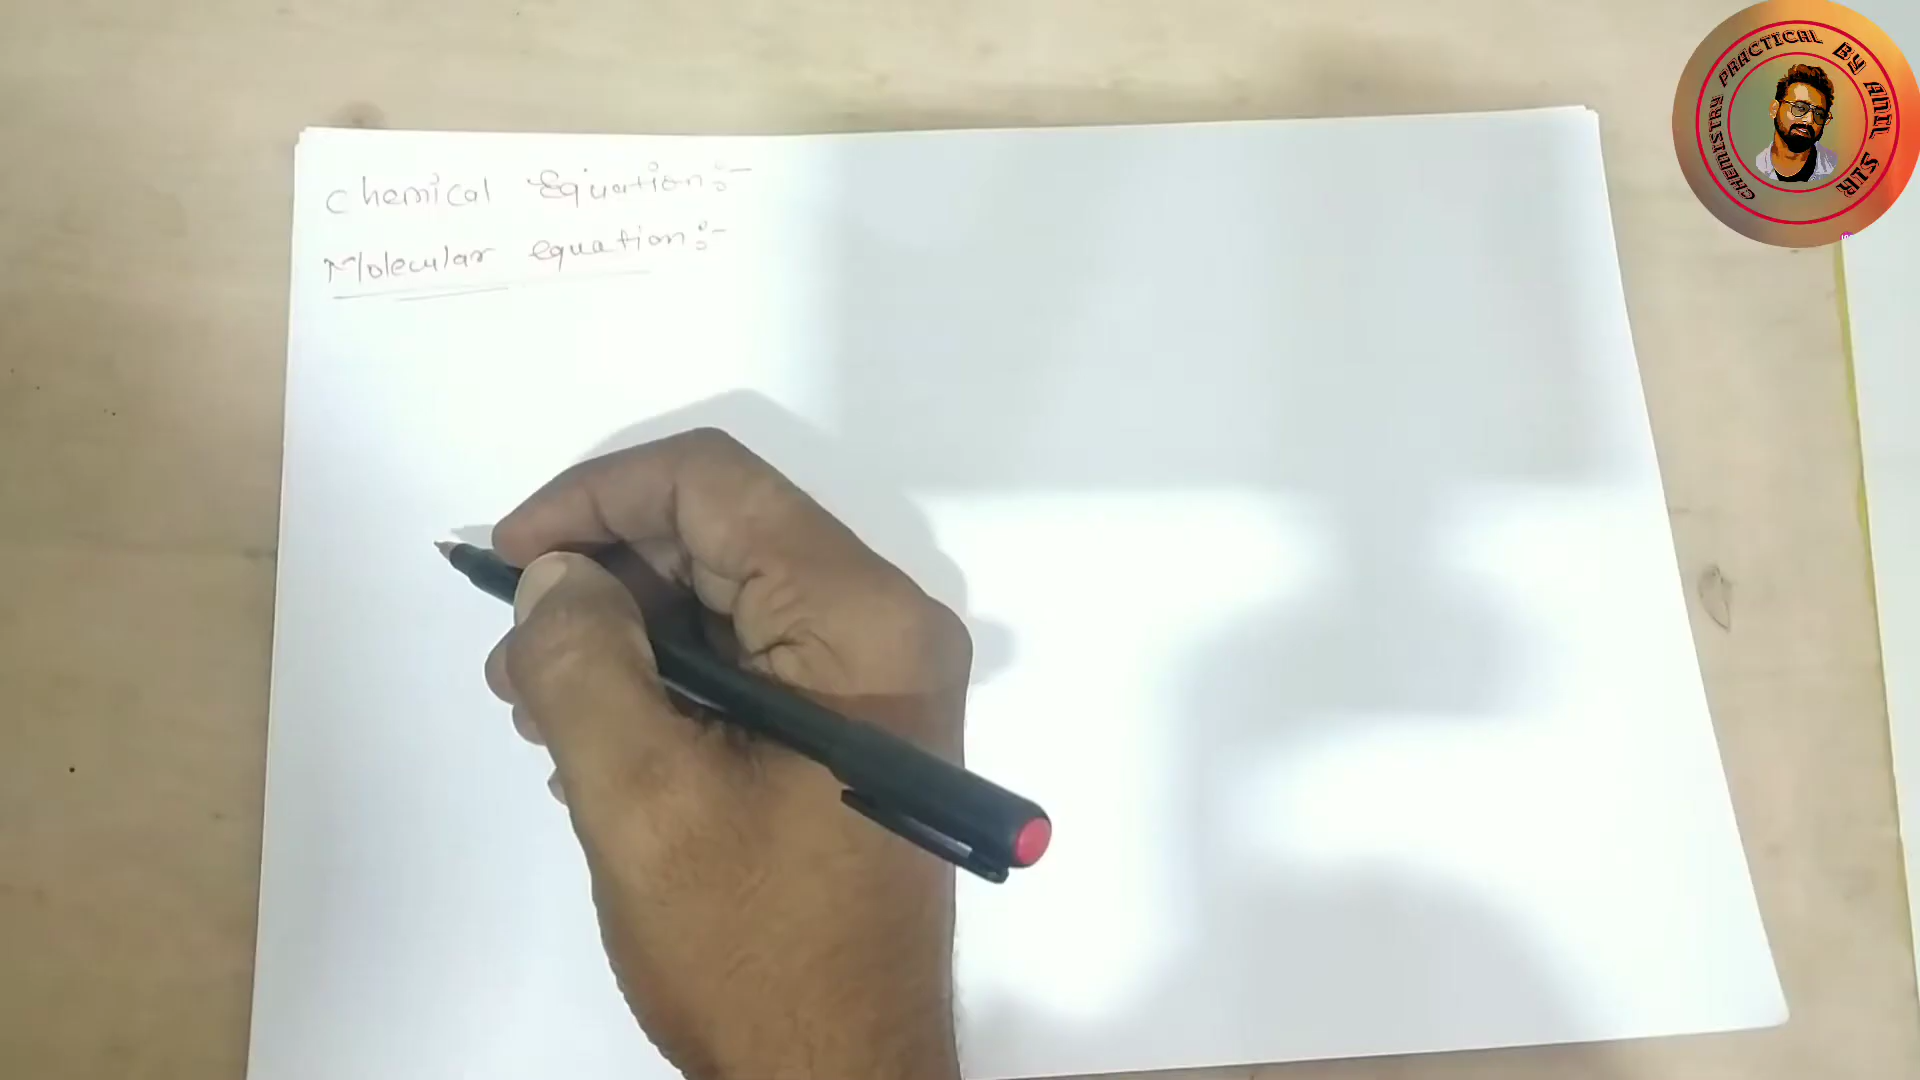 Chemical Equation:-
Molecular equation:-
CHEMISTRY PRACTICAL BY ANIL SIR